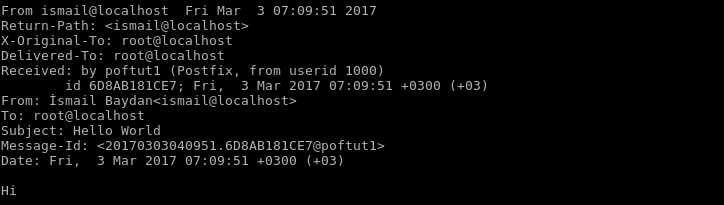 From ismail@localhost  Fri Mar  3 07:09:51 2017
Return-Path: <ismail@localhost>
X-Original-To: root@localhost
Delivered-To: root@localhost
Received: by poftut1 (Postfix, from userid 1000)
        id 6D8AB181CE7; Fri,  3 Mar 2017 07:09:51 +0300 (+03)
From: İsmail Baydan<ismail@localhost>
To: root@localhost
Subject: Hello World
Message-Id: <20170303040951.6D8AB181CE7@poftut1>
Date: Fri,  3 Mar 2017 07:09:51 +0300 (+03)

Hi